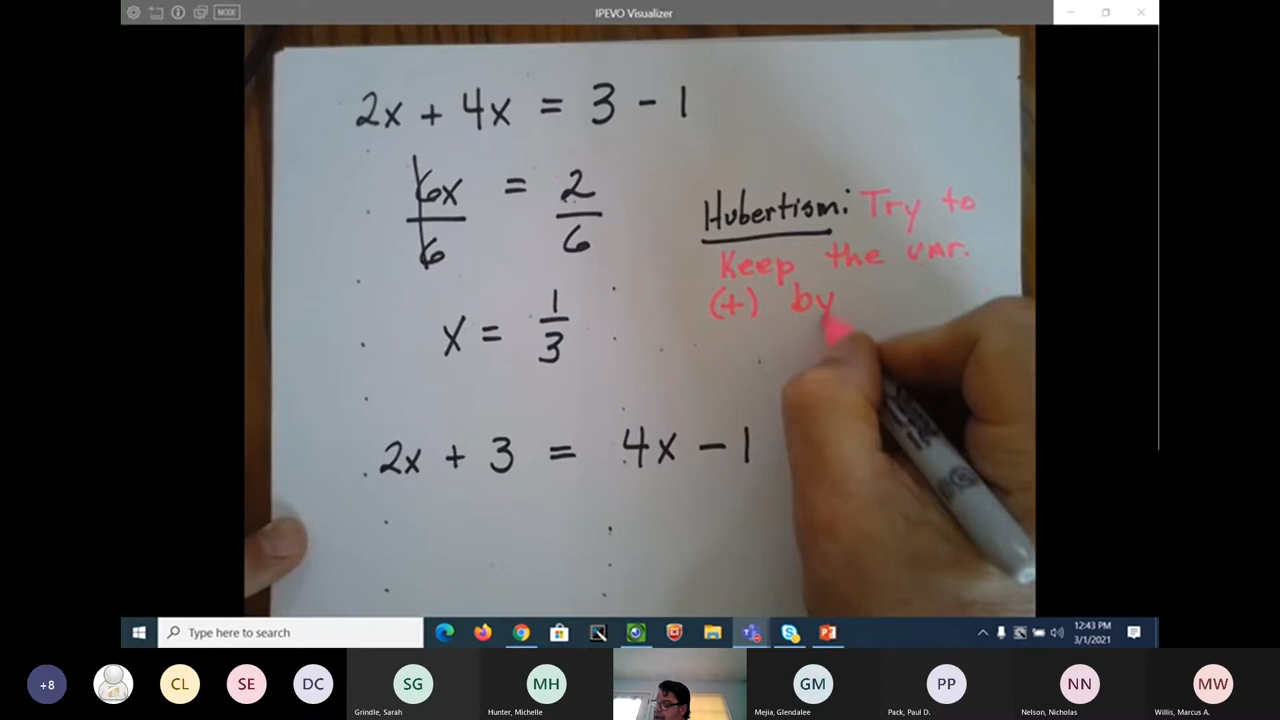 IPEVO Visualizer
MODE
2x + 4x = 3 - 1
6x = 2
6 6
x = 1
3
Hubertism: Try to
Keep the var.
(+) by
2x + 3 = 4x - 1
Type here to search
12:43 PM
3/1/2021
+8
CL
SE
DC
SG
MH
GM
PP
NN
MW
Grindle, Sarah
Hunter, Michelle
Mejia, Glendalee
Pack, Paul D.
Nelson, Nicholas
Willis, Marcus A.